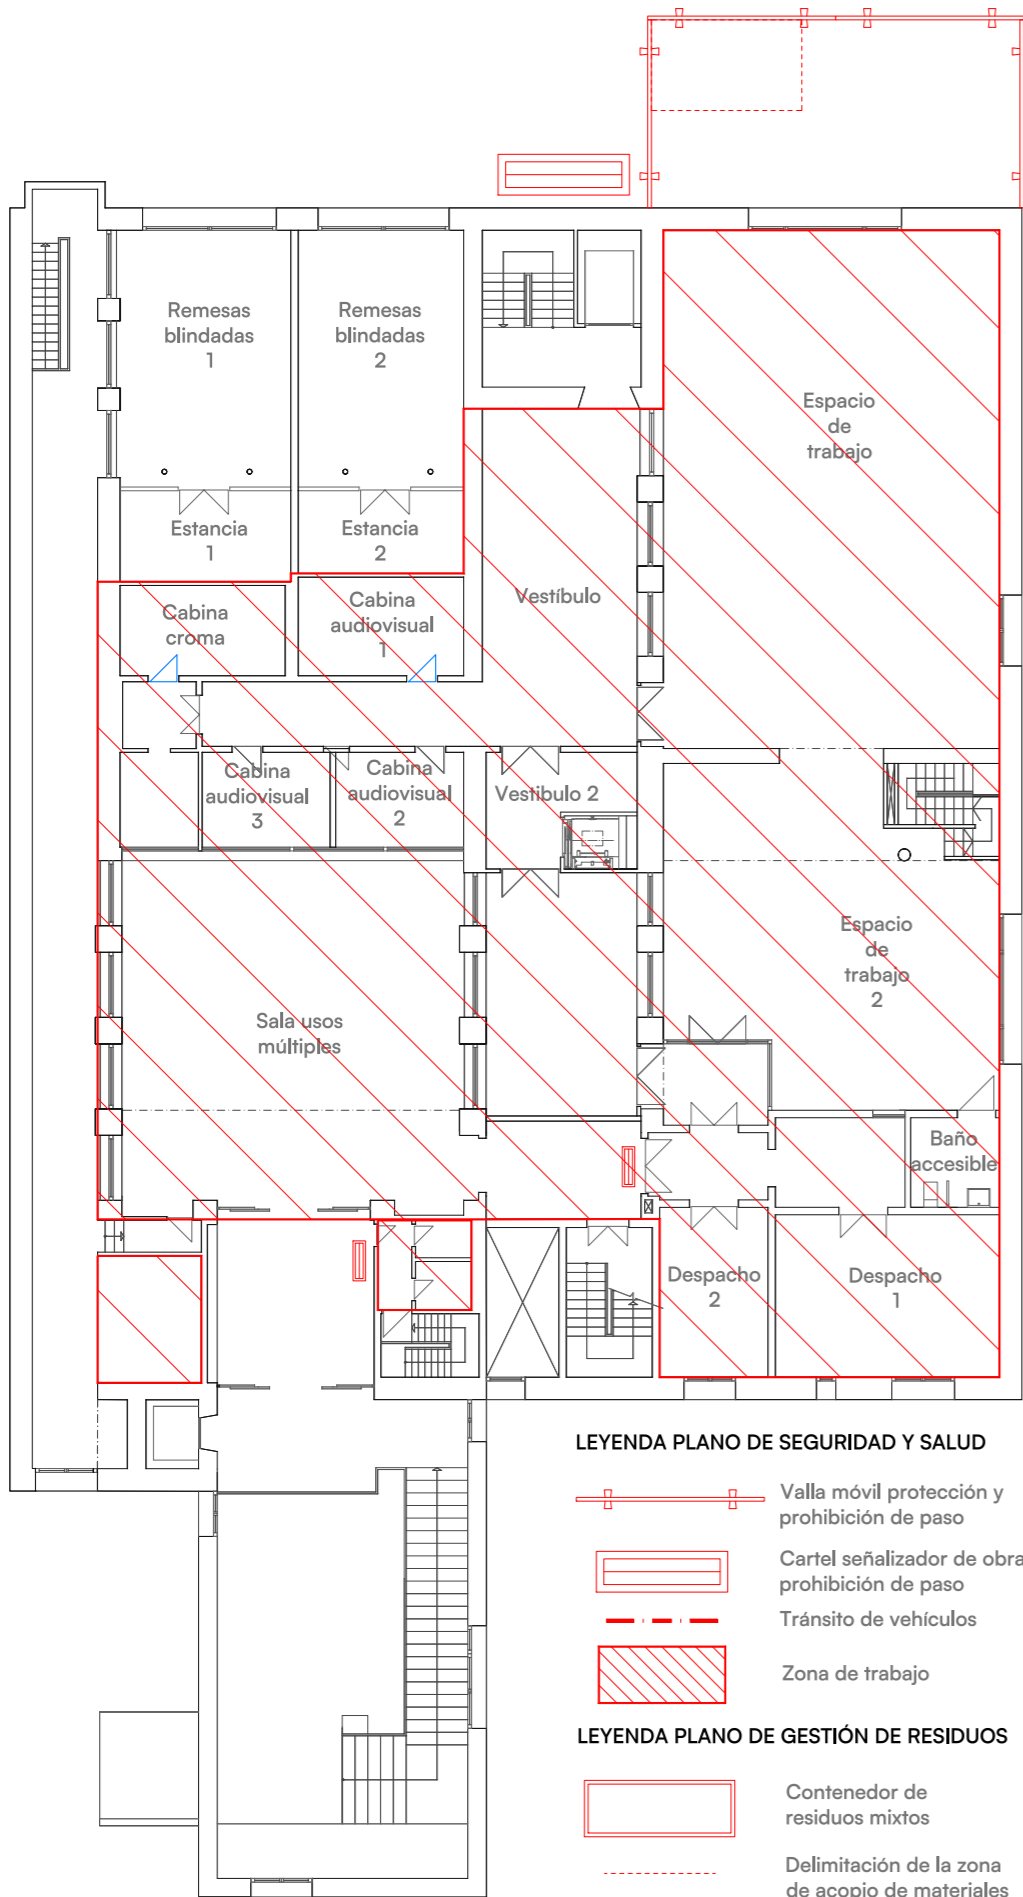 Remesas
blindadas
1
Remesas
blindadas
2
Espacio
de
trabajo
Estancia
1
Estancia
2
Cabina
croma
Cabina
audiovisual
1
Vestíbulo
Cabina
audiovisual
3
Cabina
audiovisual
2
Vestibulo 2
Espacio
de
trabajo
2
Sala usos
múltiples
Baño
accesible
Despacho
2
Despacho
1
LEYENDA PLANO DE SEGURIDAD Y SALUD
Valla móvil protección y
prohibición de paso
Cartel señalizador de obra
prohibición de paso
Tránsito de vehículos
Zona de trabajo
LEYENDA PLANO DE GESTIÓN DE RESIDUOS
Contenedor de
residuos mixtos
Delimitación de la zona
de acopio de materiales